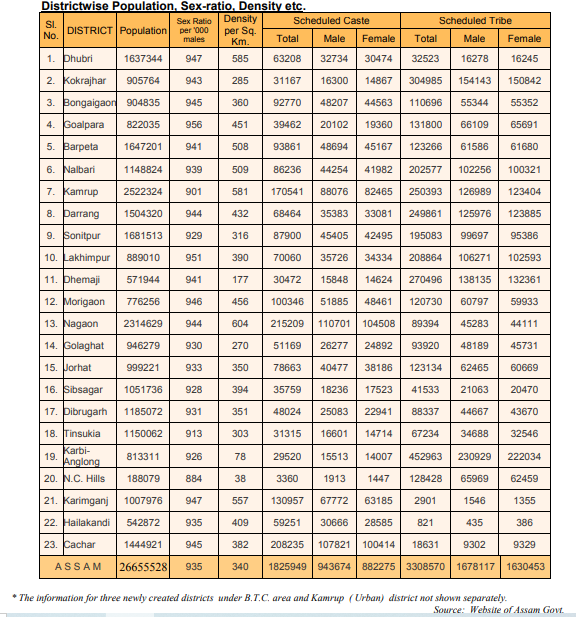 Districtwise Population, Sex-ratio, Density etc.
Sl. No. DISTRICT Population Sex Ratio per '000 males Density per Sq. Km. Scheduled Caste Scheduled Tribe
Total Male Female Total Male Female
1. Dhubri 1637344 947 585 63208 32734 30474 32523 16278 16245
2. Kokrajhar 905764 943 285 31167 16300 14867 304985 154143 150842
3. Bongaigaon 904835 945 360 92770 48207 44563 110696 55344 55352
4. Goalpara 822035 956 451 39462 20102 19360 131800 66109 65691
5. Barpeta 1647201 941 508 93861 48694 45167 123266 61586 61680
6. Nalbari 1148824 939 509 86236 44254 41982 202577 102256 100321
7. Kamrup 2522324 901 581 170541 88076 82465 250393 126989 123404
8. Darrang 1504320 944 432 68464 35383 33081 249861 125976 123885
9. Sonitpur 1681513 929 316 87900 45405 42495 195083 99697 95386
10. Lakhimpur 889010 951 390 70060 35726 34334 208864 106271 102593
11. Dhemaji 571944 941 177 30472 15848 14624 270496 138135 132361
12. Morigaon 776256 946 456 100346 51885 48461 120730 60797 59933
13. Nagaon 2314629 944 604 215209 110701 104508 89394 45283 44111
14. Golaghat 946279 930 270 51169 26277 24892 93920 48189 45731
15. Jorhat 999221 933 350 78663 40477 38186 123134 62465 60669
16. Sibsagar 1051736 928 394 35759 18236 17523 41533 21063 20470
17. Dibrugarh 1185072 931 351 48024 25083 22941 88337 44667 43670
18. Tinsukia 1150062 913 303 31315 16601 14714 67234 34688 32546
19. Karbi-Anglong 813311 926 78 29520 15513 14007 452963 230929 222034
20. N.C. Hills 188079 884 38 3360 1913 1447 128428 65969 62459
21. Karimganj 1007976 947 557 130957 67772 63185 2901 1546 1355
22. Hailakandi 542872 935 409 59251 30666 28585 821 435 386
23. Cachar 1444921 945 382 208235 107821 100414 18631 9302 9329
A S S A M 26655528 935 340 1825949 943674 882275 3308570 1678117 1630453
* The information for three newly created districts under B.T.C. area and Kamrup ( Urban) district not shown separately.
Source: Website of Assam Govt.